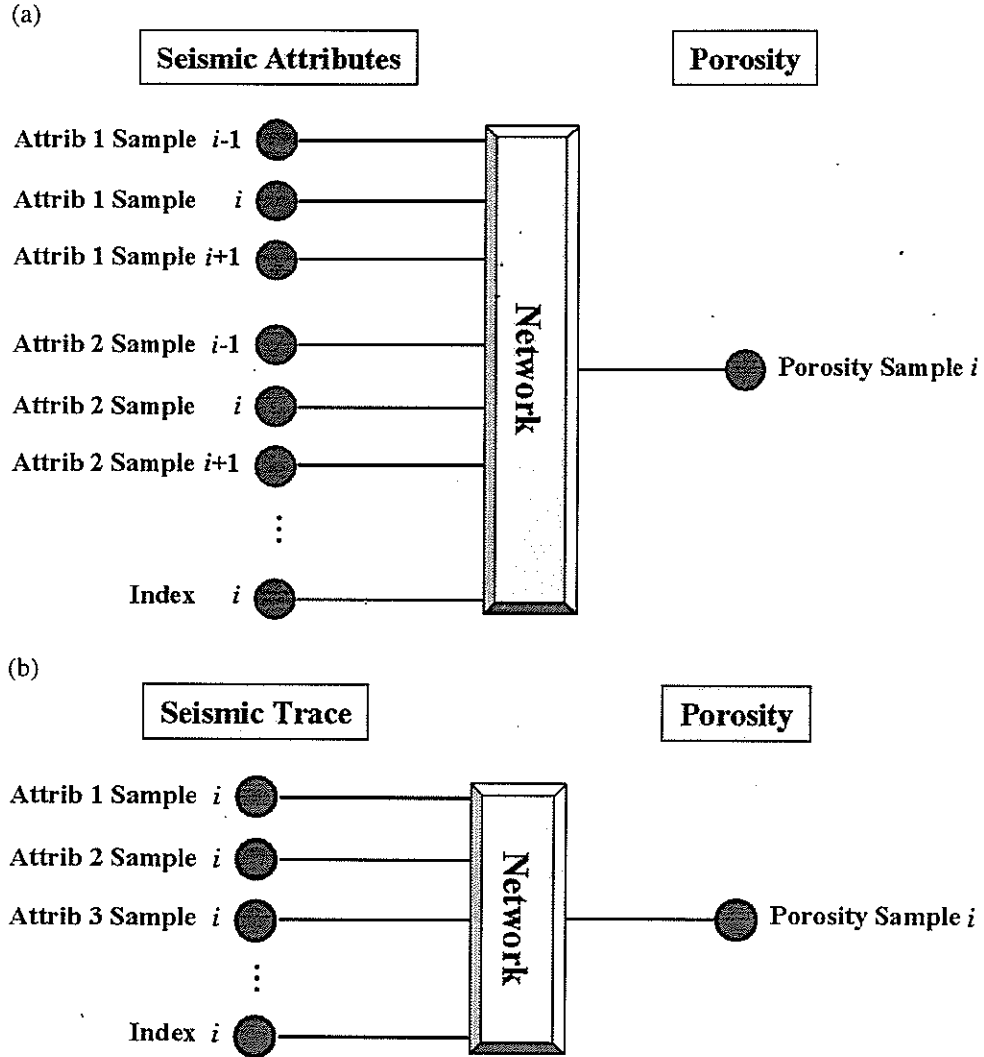 (a)
Seismic Attributes
Porosity
Attrib 1 Sample i-1
Attrib 1 Sample i
Attrib 1 Sample i+1
Attrib 2 Sample i-1
Attrib 2 Sample i
Attrib 2 Sample i+1
⋮
Index i
Network
Porosity Sample i
(b)
Seismic Trace
Porosity
Attrib 1 Sample i
Attrib 2 Sample i
Attrib 3 Sample i
⋮
Index i
Network
Porosity Sample i